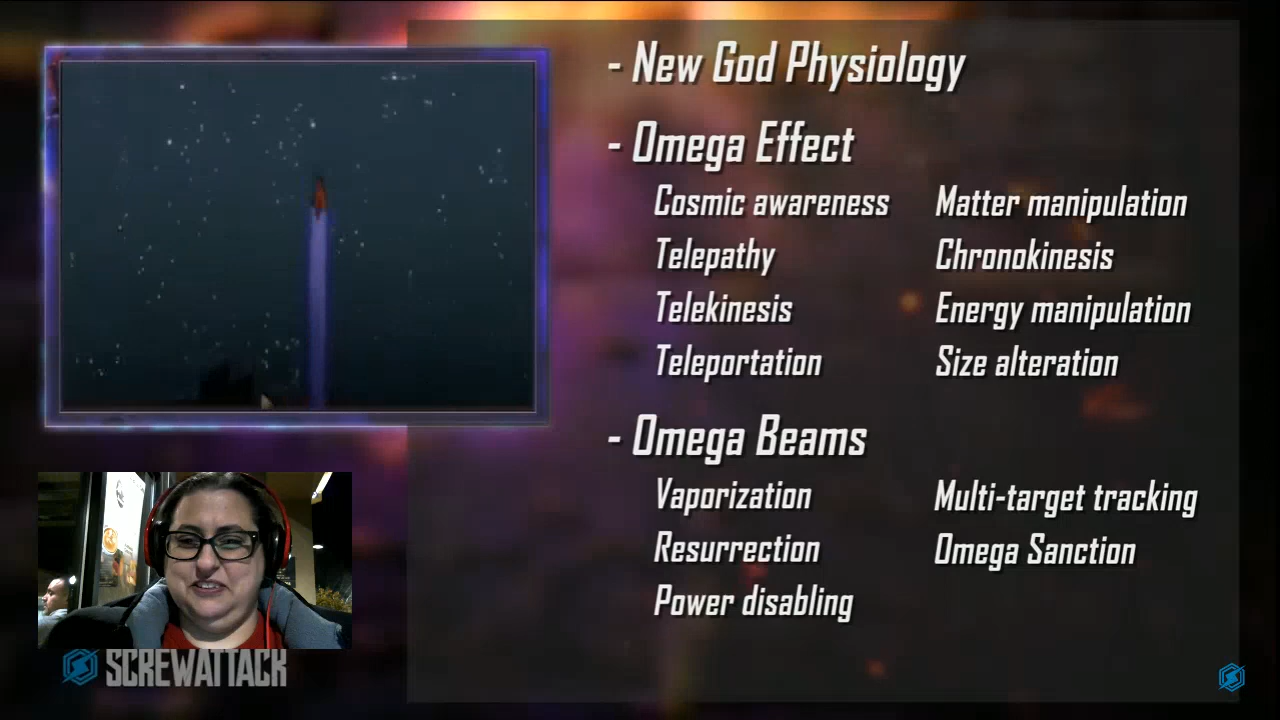 - New God Physiology
- Omega Effect
Cosmic awareness Matter manipulation
Telepathy Chronokinesis
Telekinesis Energy manipulation
Teleportation Size alteration
- Omega Beams
Vaporization Multi-target tracking
Resurrection Omega Sanction
Power disabling
SCREWATTACK